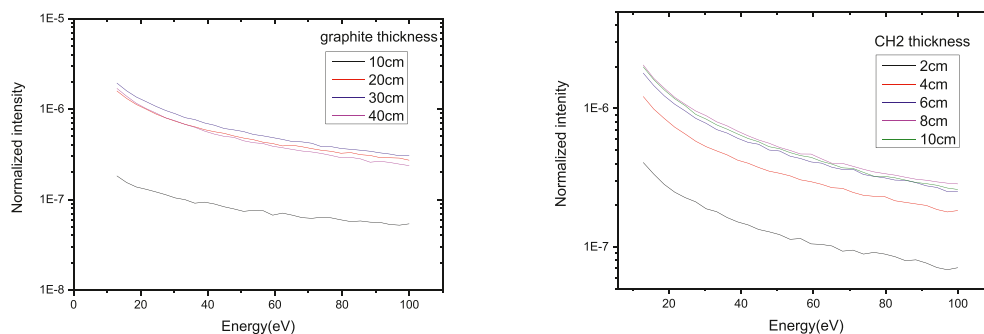 1E-5
1E-6
1E-7
1E-8
Normalized intensity
0
20
40
60
80
100
Energy(eV)
graphite thickness
10cm
20cm
30cm
40cm
1E-6
1E-7
Normalized intenity
20
40
60
80
100
Energy(eV)
CH2 thickness
2cm
4cm
6cm
8cm
10cm